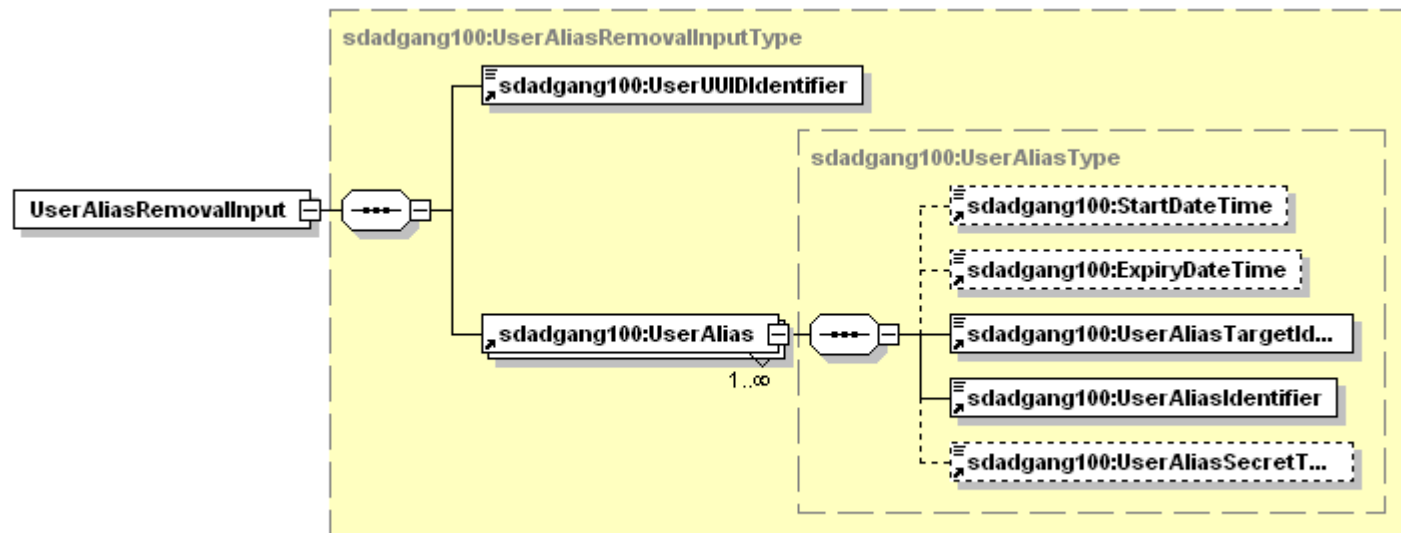 sdadgang100:UserAliasRemovalInputType
sdadgang100:UserUUIDIdentifier
sdadgang100:UserAliasType
UserAliasRemovalInput
sdadgang100:StartDateTime
sdadgang100:ExpiryDateTime
sdadgang100:UserAlias
1..∞
sdadgang100:UserAliasTargetId...
sdadgang100:UserAliasIdentifier
sdadgang100:UserAliasSecretT...